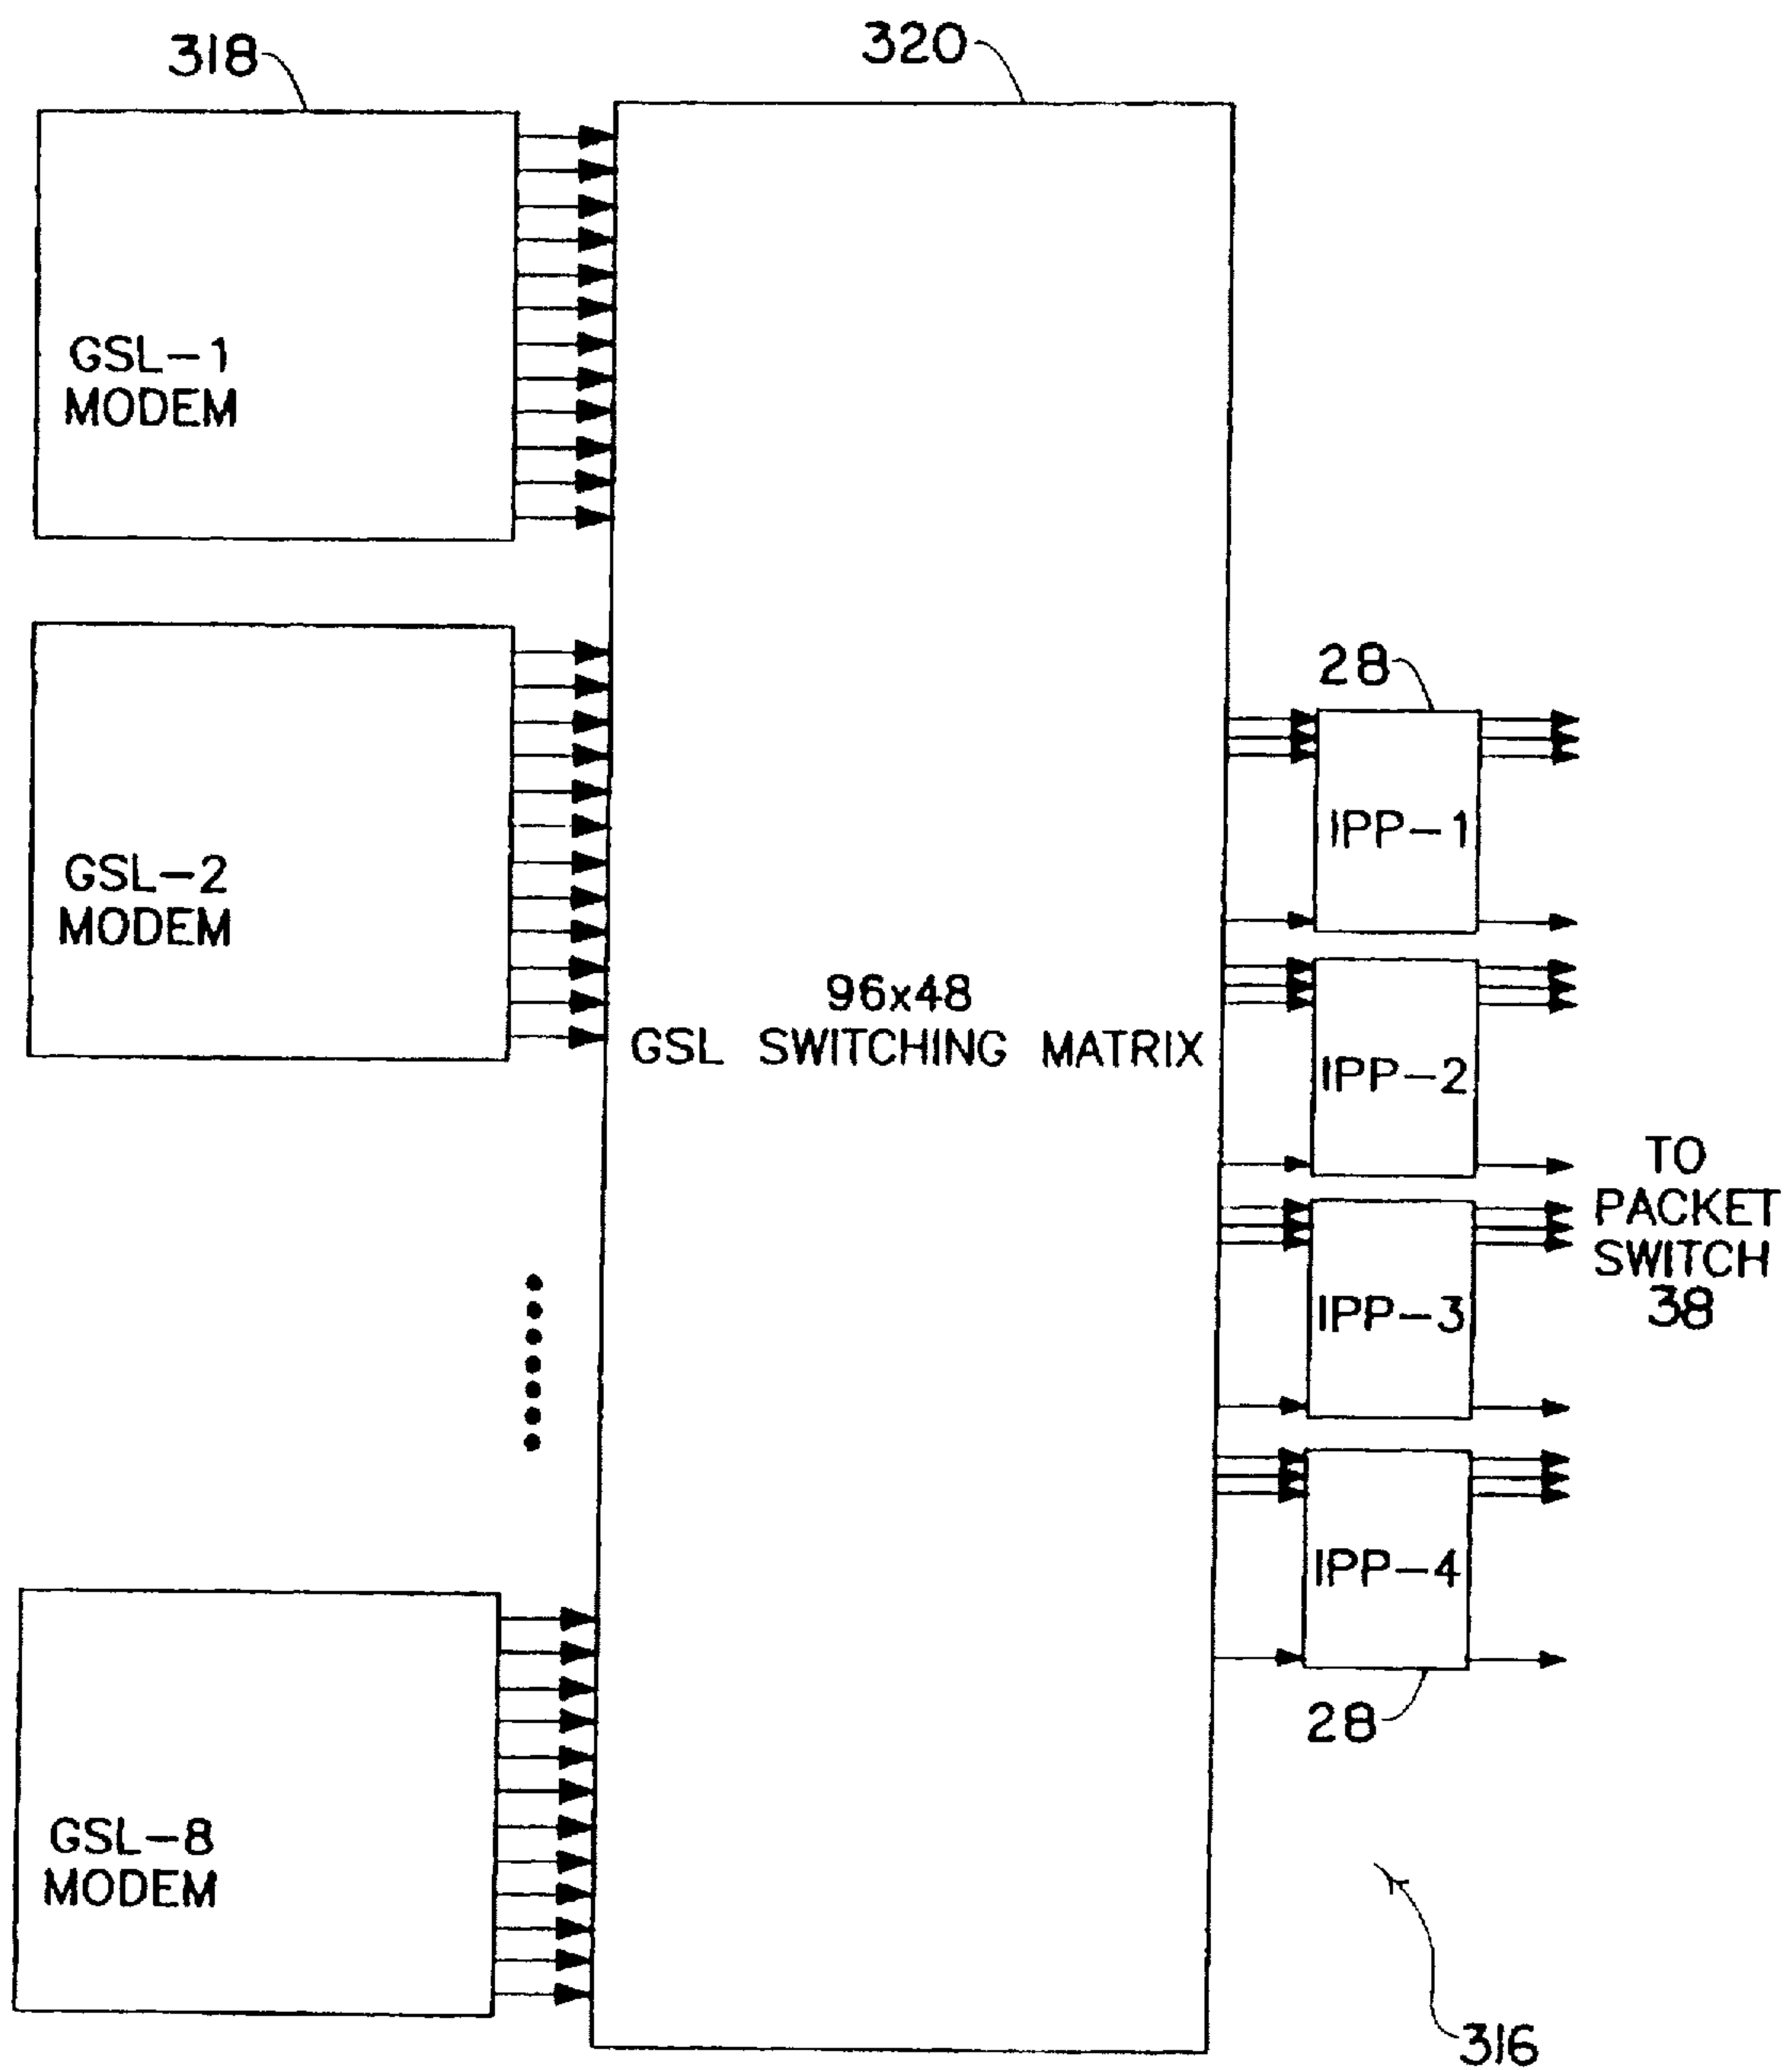 318
320
GSL-1
MODEM
28
IPP-1
GSL-2
MODEM
96x48
GSL SWITCHING MATRIX
IPP-2
TO
PACKET
SWITCH
38
IPP-3
IPP-4
28
GSL-8
MODEM
316